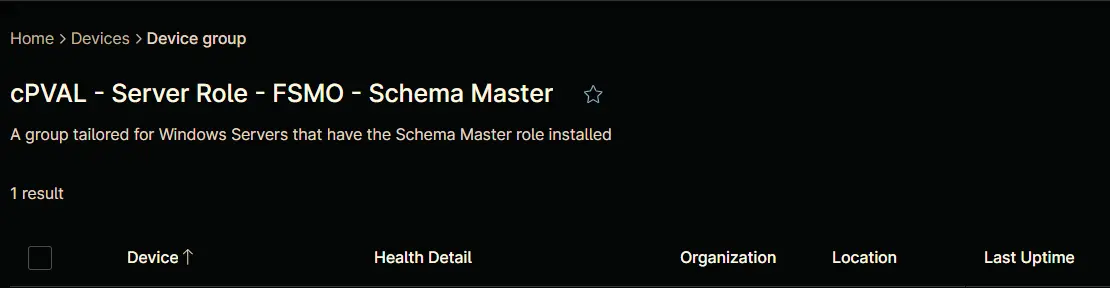 Home > Devices > Device group
cPVAL - Server Role - FSMO - Schema Master
A group tailored for Windows Servers that have the Schema Master role installed
1 result
Device↑ Health Detail Organization Location Last Uptime